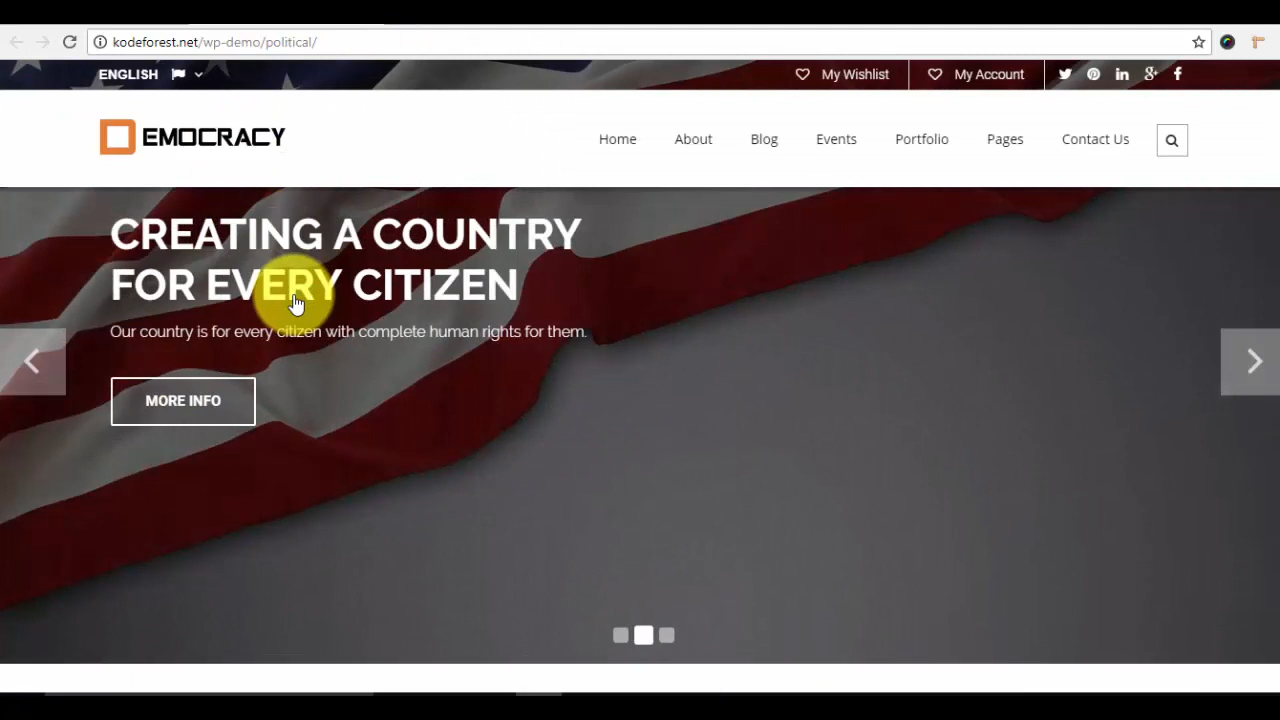 kodeforest.net/wp-demo/political/
ENGLISH
My Wishlist
My Account
EMOCRACY
Home
About
Blog
Events
Portfolio
Pages
Contact Us
CREATING A COUNTRY
FOR EVERY CITIZEN
Our country is for every citizen with complete human rights for them.
MORE INFO